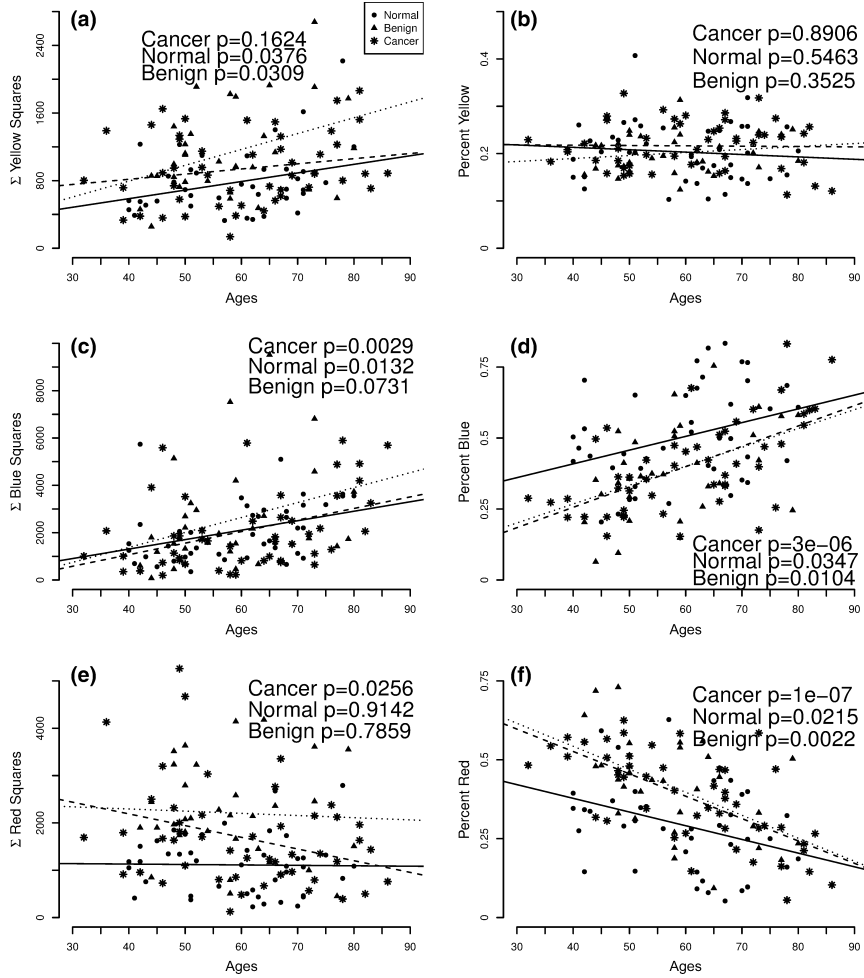 (a)
Normal
Benign
Cancer
Cancer p=0.1624
Normal p=0.0376
Benign p=0.0309
Σ Yellow Squares
0
800
1600
2400
30 40 50 60 70 80 90
Ages
(b)
Cancer p=0.8906
Normal p=0.5463
Benign p=0.3525
Percent Yellow
0
0.2
0.4
30 40 50 60 70 80 90
Ages
(c)
Cancer p=0.0029
Normal p=0.0132
Benign p=0.0731
Σ Blue Squares
0
2000
4000
6000
8000
30 40 50 60 70 80 90
Ages
(d)
Cancer p=3e−06
Normal p=0.0347
Benign p=0.0104
Percent Blue
0
0.25
0.5
0.75
30 40 50 60 70 80 90
Ages
(e)
Cancer p=0.0256
Normal p=0.9142
Benign p=0.7859
Σ Red Squares
0
2000
4000
30 40 50 60 70 80 90
Ages
(f)
Cancer p=1e−07
Normal p=0.0215
Benign p=0.0022
Percent Red
0
0.25
0.5
0.75
30 40 50 60 70 80 90
Ages